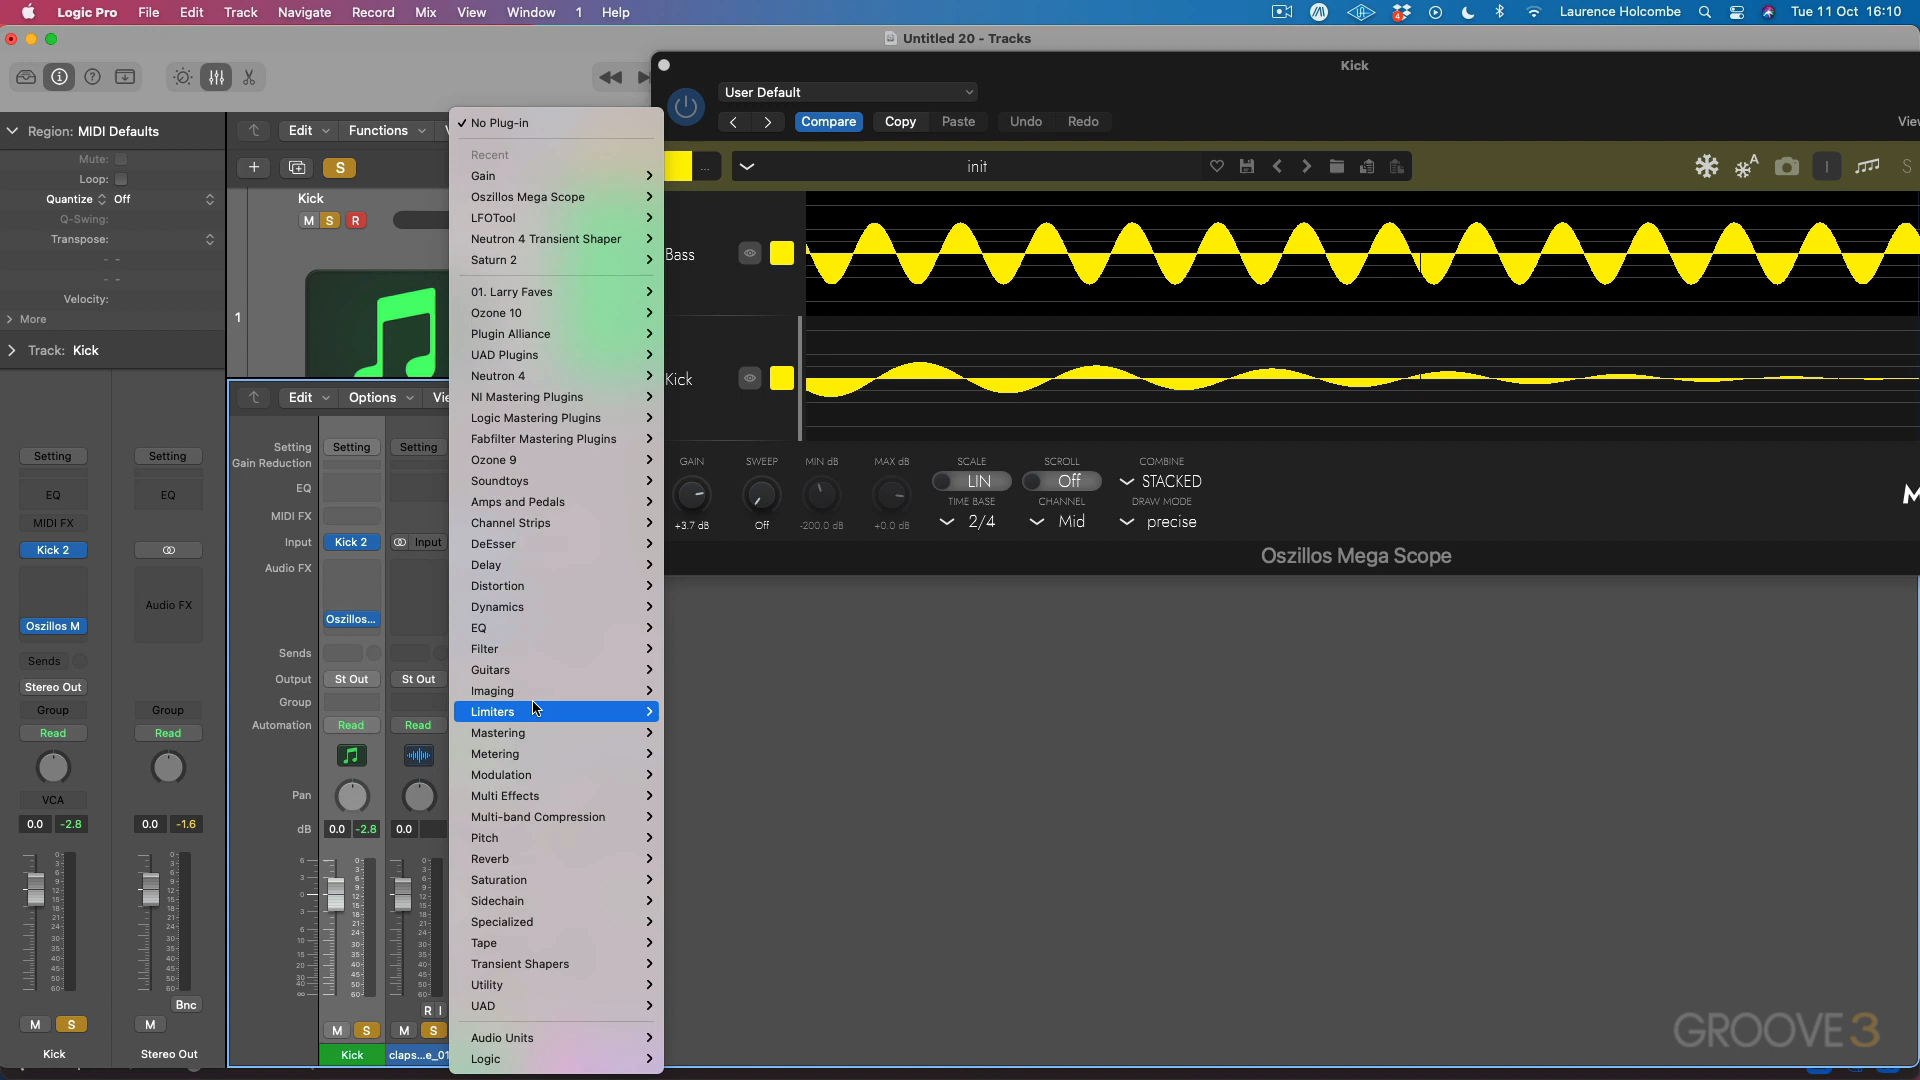 Logic Pro File Edit Track Navigate Record Mix View Window 1 Help
4 Laurence Holcombe Tue 11 Oct 16:10
Untitled 20 - Tracks
Kick
User Default
Compare Copy Paste Undo Redo
View
Region: MIDI Defaults
Mute:
Loop:
Quantize Off
Q-Swing:
Transpose:
Velocity:
More
Track: Kick
Edit Functions
S
Kick
M S R
1
Edit Options
Setting Setting
EQ EQ
MIDI FX
Kick 2
Audio FX
Oszillos M
Sends
Stereo Out
Group Group
Read Read
VCA
0.0 -2.8 0.0 -1.6
Bnc
M S M
Kick Stereo Out
Setting Setting Setting
Gain Reduction
EQ
MIDI FX
Input Kick 2 Input
Audio FX
Oszillos...
Sends
Output St Out St Out
Group
Automation Read Read
Pan
dB 0.0 -2.8 0.0
R I
M S M S
Kick claps...e_01
No Plug-in
Recent
Gain
Oszillos Mega Scope
LFOTool
Neutron 4 Transient Shaper
Saturn 2
01. Larry Faves
Ozone 10
Plugin Alliance
UAD Plugins
Neutron 4
NI Mastering Plugins
Logic Mastering Plugins
Fabfilter Mastering Plugins
Ozone 9
Soundtoys
Amps and Pedals
Channel Strips
DeEsser
Delay
Distortion
Dynamics
EQ
Filter
Guitars
Imaging
Limiters
Mastering
Metering
Modulation
Multi Effects
Multi-band Compression
Pitch
Reverb
Saturation
Sidechain
Specialized
Tape
Transient Shapers
Utility
UAD
Audio Units
Logic
... init
Bass
Kick
GAIN SWEEP MIN dB MAX dB SCALE SCROLL COMBINE
LIN Off STACKED
TIME BASE CHANNEL DRAW MODE
+3.7 dB Off -200.0 dB +0.0 dB 2/4 Mid precise
Oszillos Mega Scope
GROOVE3